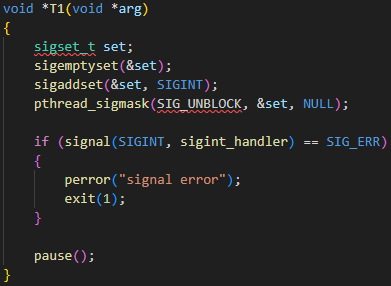 void *T1(void *arg)
{
    sigset_t set;
    sigemptyset(&set);
    sigaddset(&set, SIGINT);
    pthread_sigmask(SIG_UNBLOCK, &set, NULL);

    if (signal(SIGINT, sigint_handler) == SIG_ERR)
    {
        perror("signal error");
        exit(1);
    }

    pause();
}